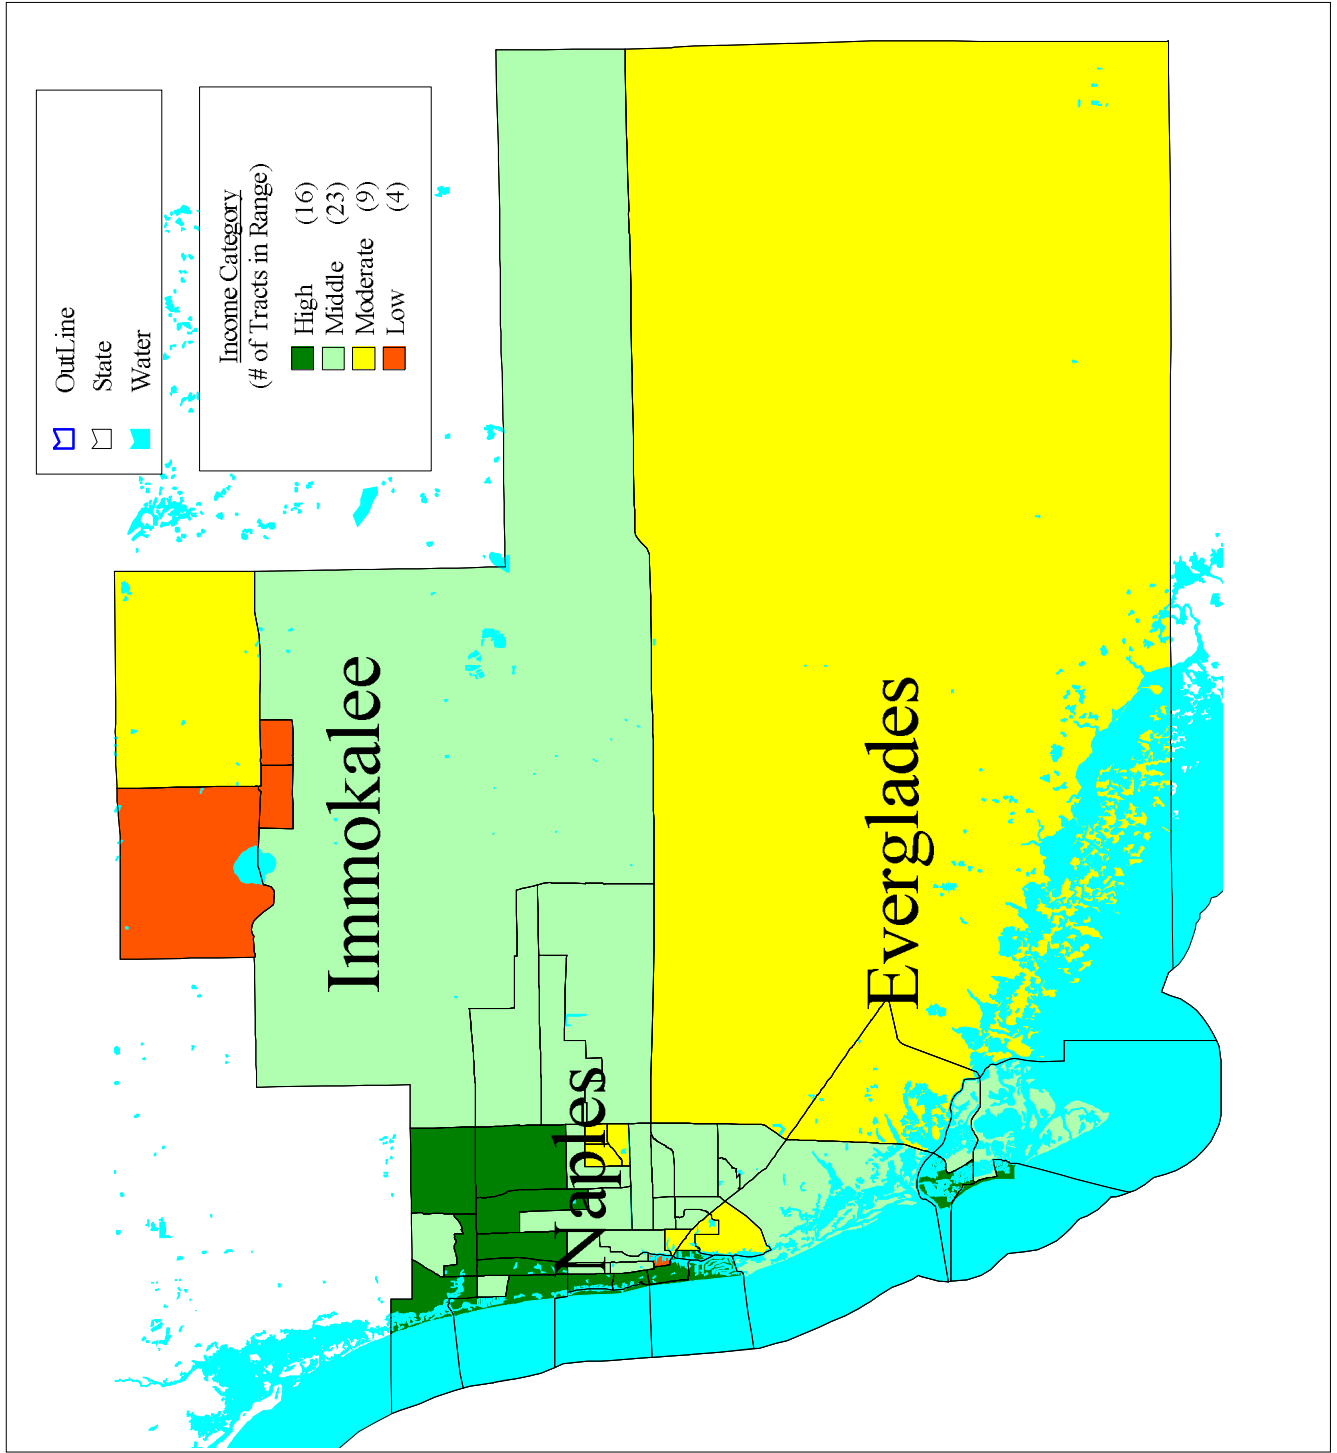 OutLine
State
Water
Income Category
(# of Tracts in Range)
High (16)
Middle (23)
Moderate (9)
Low (4)
Immokalee
Naples
Everglades